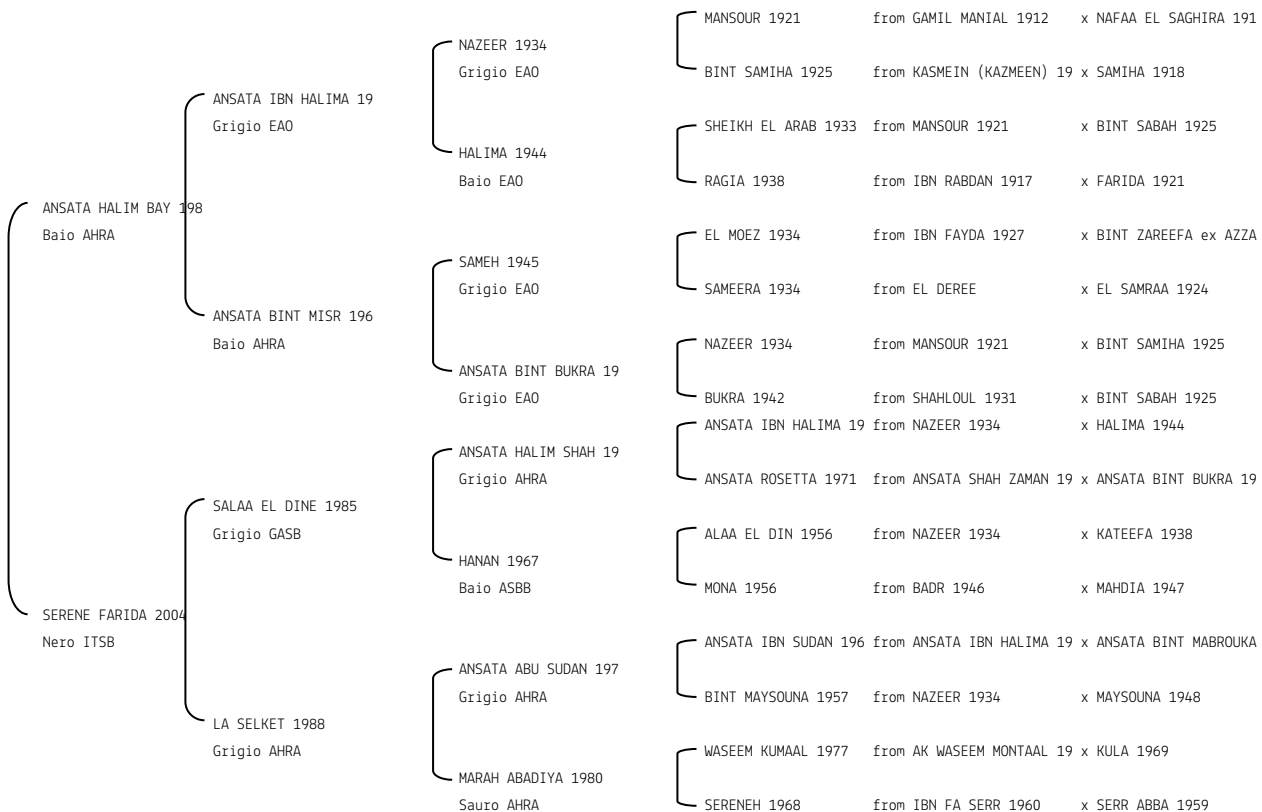 MANSOUR 1921 from GAMIL MANIAL 1912 x NAFAA EL SAGHIRA 191
NAZEER 1934
Grigio EAO
BINT SAMIHA 1925 from KASMEIN (KAZMEEN) 19 x SAMIHA 1918
ANSATA IBN HALIMA 19
Grigio EAO
SHEIKH EL ARAB 1933 from MANSOUR 1921 x BINT SABAH 1925
HALIMA 1944
Baio EAO
RAGIA 1938 from IBN RABDAN 1917 x FARIDA 1921
ANSATA HALIM BAY 198
Baio AHRA
EL MOEZ 1934 from IBN FAYDA 1927 x BINT ZAREEFA ex AZZA
SAMEH 1945
Grigio EAO
SAMEERA 1934 from EL DEREE x EL SAMRAA 1924
ANSATA BINT MISR 196
Baio AHRA
NAZEER 1934 from MANSOUR 1921 x BINT SAMIHA 1925
ANSATA BINT BUKRA 19
Grigio EAO
BUKRA 1942 from SHAHLOUL 1931 x BINT SABAH 1925
ANSATA IBN HALIMA 19 from NAZEER 1934 x HALIMA 1944
ANSATA HALIM SHAH 19
Grigio AHRA
ANSATA ROSETTA 1971 from ANSATA SHAH ZAMAN 19 x ANSATA BINT BUKRA 19
SALAA EL DINE 1985
Grigio GASB
ALAA EL DIN 1956 from NAZEER 1934 x KATEEFA 1938
HANAN 1967
Baio ASBB
MONA 1956 from BADR 1946 x MAHDIA 1947
SERENE FARIDA 2004
Nero ITSB
ANSATA IBN SUDAN 196 from ANSATA IBN HALIMA 19 x ANSATA BINT MABROUKA
ANSATA ABU SUDAN 197
Grigio AHRA
BINT MAYSOUNA 1957 from NAZEER 1934 x MAYSOUNA 1948
LA SELKET 1988
Grigio AHRA
WASEEM KUMAAL 1977 from AK WASEEM MONTAAL 19 x KULA 1969
MARAH ABADIYA 1980
Sauro AHRA
SERENEH 1968 from IBN FA SERR 1960 x SERR ABBA 1959